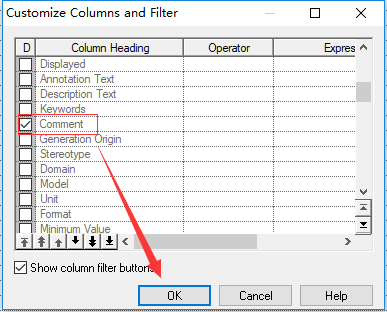 Customize Columns and Filter
D Column Heading Operator Expres
Displayed
Annotation Text
Description Text
Keywords
Comment
Generation Origin
Stereotype
Domain
Model
Unit
Format
Minimum Value
Show column filter buttons
OK Cancel Help